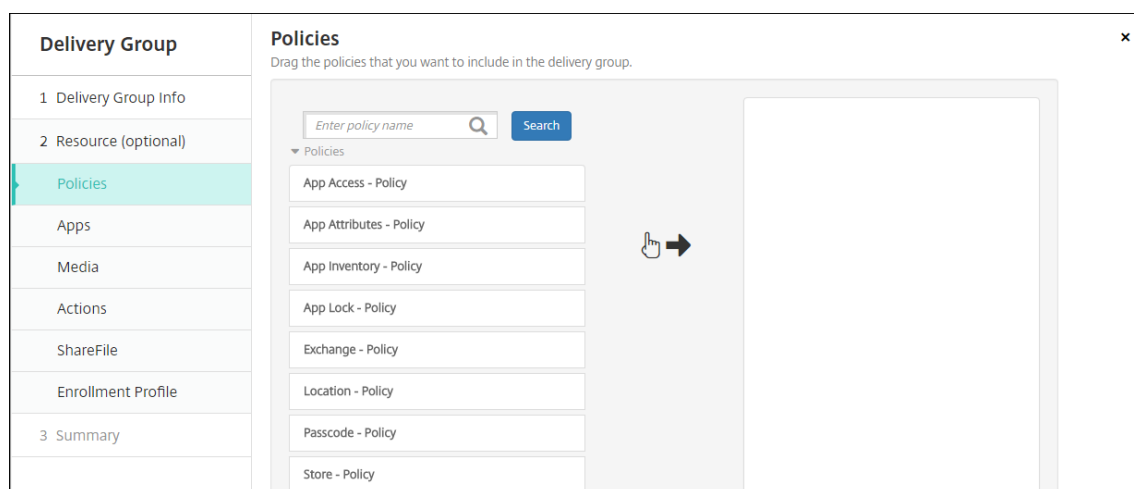 Delivery Group
1 Delivery Group Info
2 Resource (optional)
Policies
Apps
Media
Actions
ShareFile
Enrollment Profile
3 Summary
Policies
Drag the policies that you want to include in the delivery group.
Enter policy name
Search
Policies
App Access - Policy
App Attributes - Policy
App Inventory - Policy
App Lock - Policy
Exchange - Policy
Location - Policy
Passcode - Policy
Store - Policy